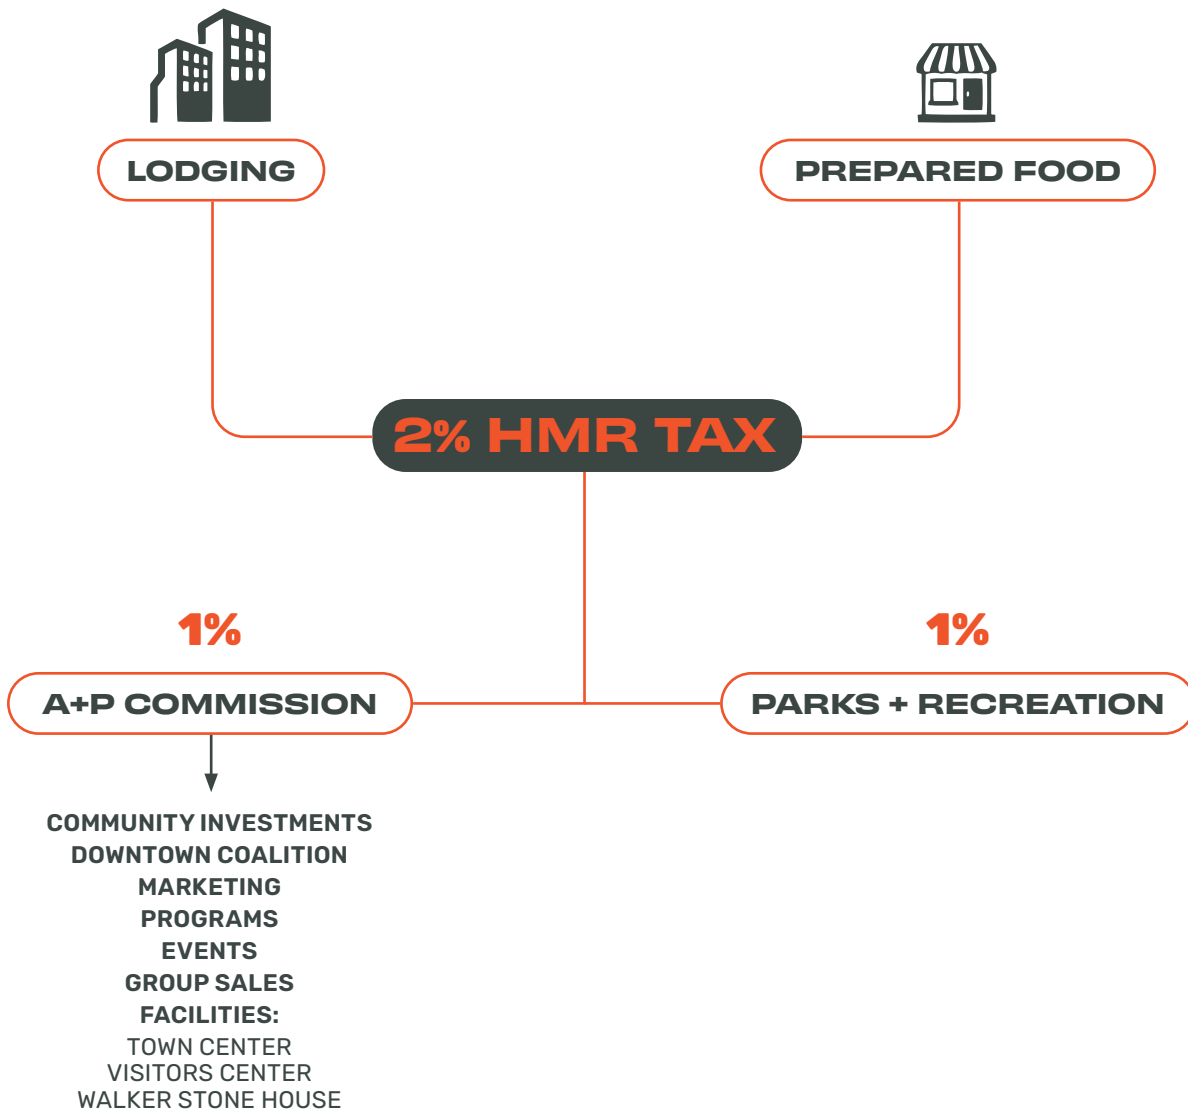 LODGING
PREPARED FOOD
2% HMR TAX
1%
1%
A+P COMMISSION
PARKS + RECREATION
COMMUNITY INVESTMENTS
DOWNTOWN COALITION
MARKETING
PROGRAMS
EVENTS
GROUP SALES
FACILITIES:
TOWN CENTER
VISITORS CENTER
WALKER STONE HOUSE